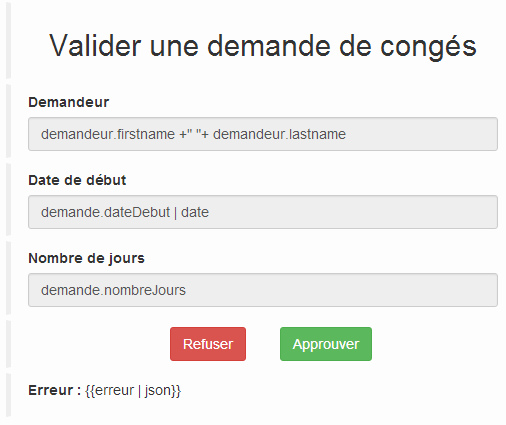 Valider une demande de congés
Demandeur
demandeur.firstname +" "+ demandeur.lastname
Date de début
demande.dateDebut | date
Nombre de jours
demande.nombreJours
Refuser Approuver
Erreur : {{erreur | json}}